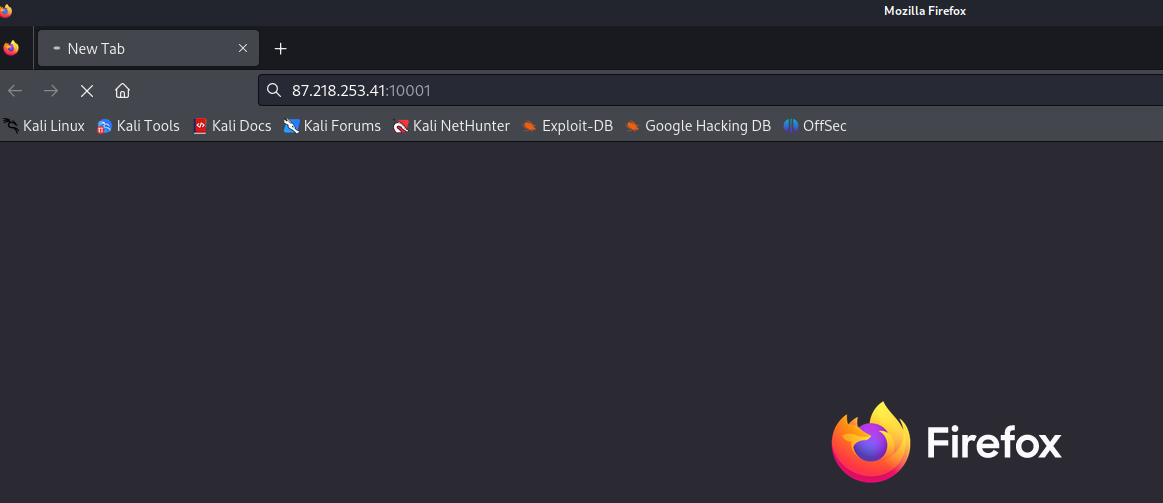 Mozilla Firefox
New Tab
87.218.253.41:10001
Kali Linux Kali Tools Kali Docs Kali Forums Kali NetHunter Exploit-DB Google Hacking DB OffSec
Firefox